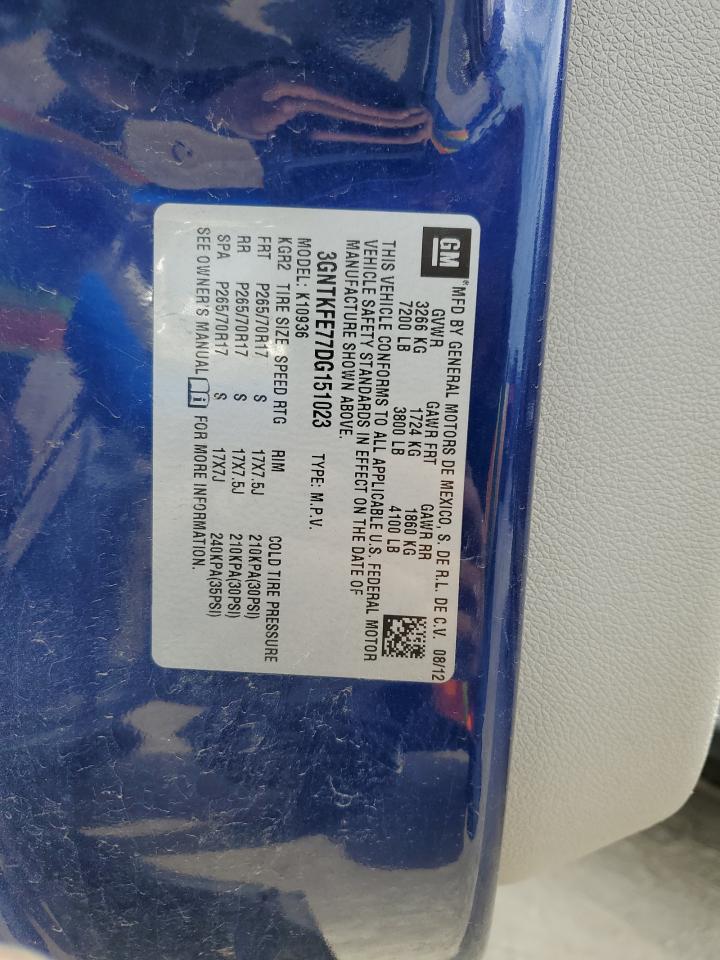 GM
*MFD BY GENERAL MOTORS DE MEXICO, S. DE R.L. DE C.V. 08/12
GVWR GAWR FRT GAWR RR
3266 KG 1724 KG 1860 KG
7200 LB 3800 LB 4100 LB
THIS VEHICLE CONFORMS TO ALL APPLICABLE U.S. FEDERAL MOTOR
VEHICLE SAFETY STANDARDS IN EFFECT ON THE DATE OF
MANUFACTURE SHOWN ABOVE.
3GNTKFE77DG151023 TYPE: M.P.V.
MODEL: K10936
KGR2 TIRE SIZE SPEED RTG RIM COLD TIRE PRESSURE
FRT P265/70R17 S 17X7.5J 210KPA(30PSI)
RR P265/70R17 S 17X7.5J 210KPA(30PSI)
SPA P265/70R17 S 17X7J 240KPA(35PSI)
SEE OWNER'S MANUAL i FOR MORE INFORMATION.